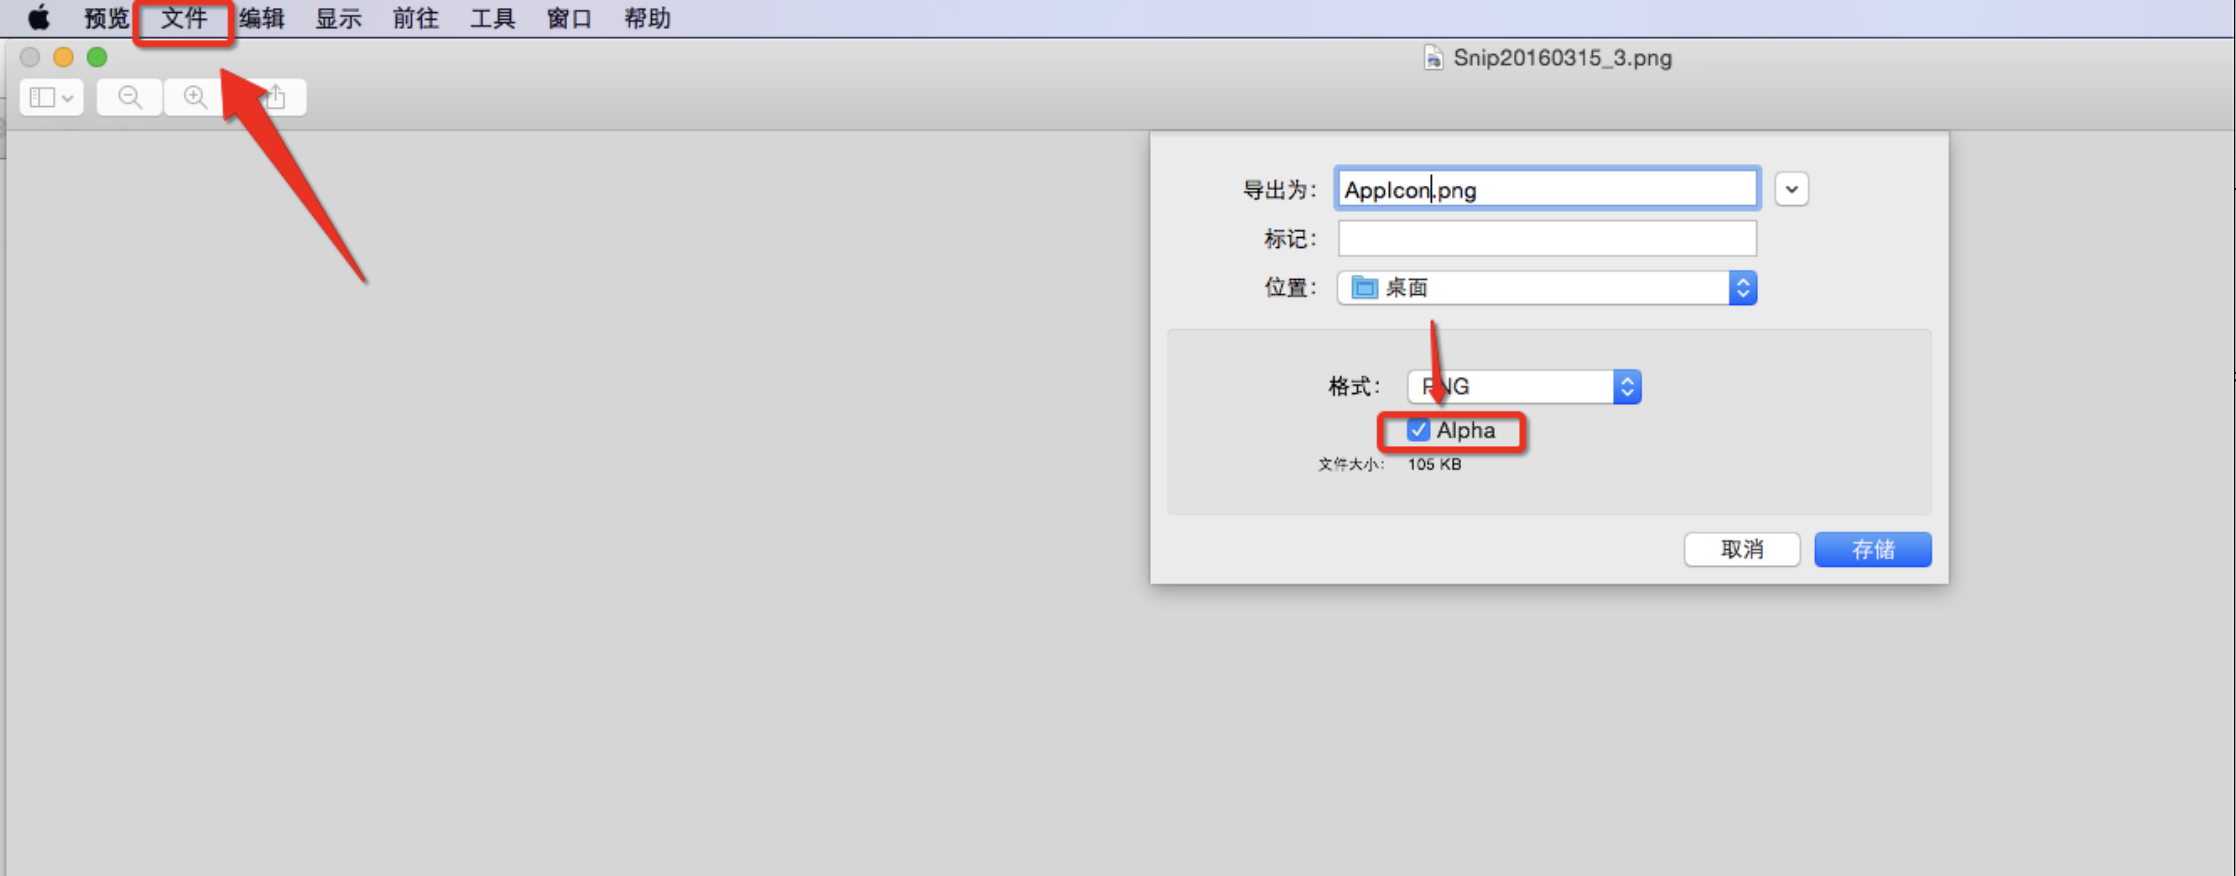 预览 文件 编辑 显示 前往 工具 窗口 帮助
Snip20160315_3.png
导出为： AppIcon.png
标记：
位置： 桌面
格式： PNG
Alpha
文件大小： 105 KB
取消 存储